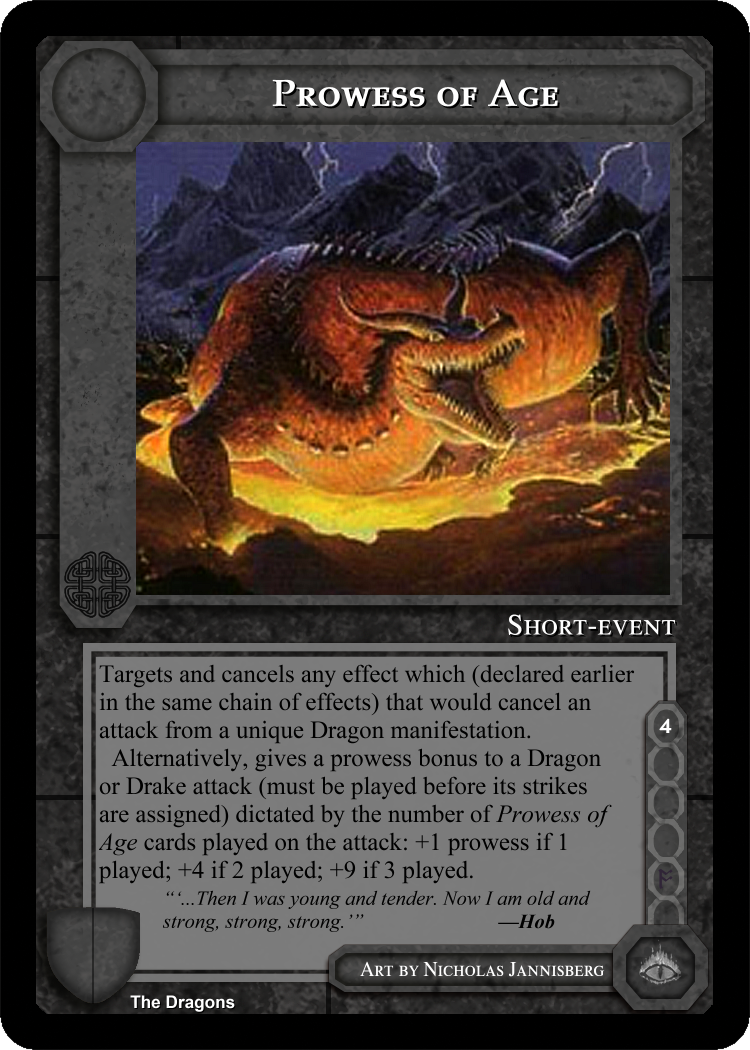 Prowess of Age
Short-event
Targets and cancels any effect which (declared earlier
in the same chain of effects) that would cancel an
attack from a unique Dragon manifestation.
Alternatively, gives a prowess bonus to a Dragon
or Drake attack (must be played before its strikes
are assigned) dictated by the number of Prowess of
Age cards played on the attack: +1 prowess if 1
played; +4 if 2 played; +9 if 3 played.
“‘...Then I was young and tender. Now I am old and
strong, strong, strong.’” —Hob
4
ᚹ
Art by Nicholas Jannisberg
The Dragons